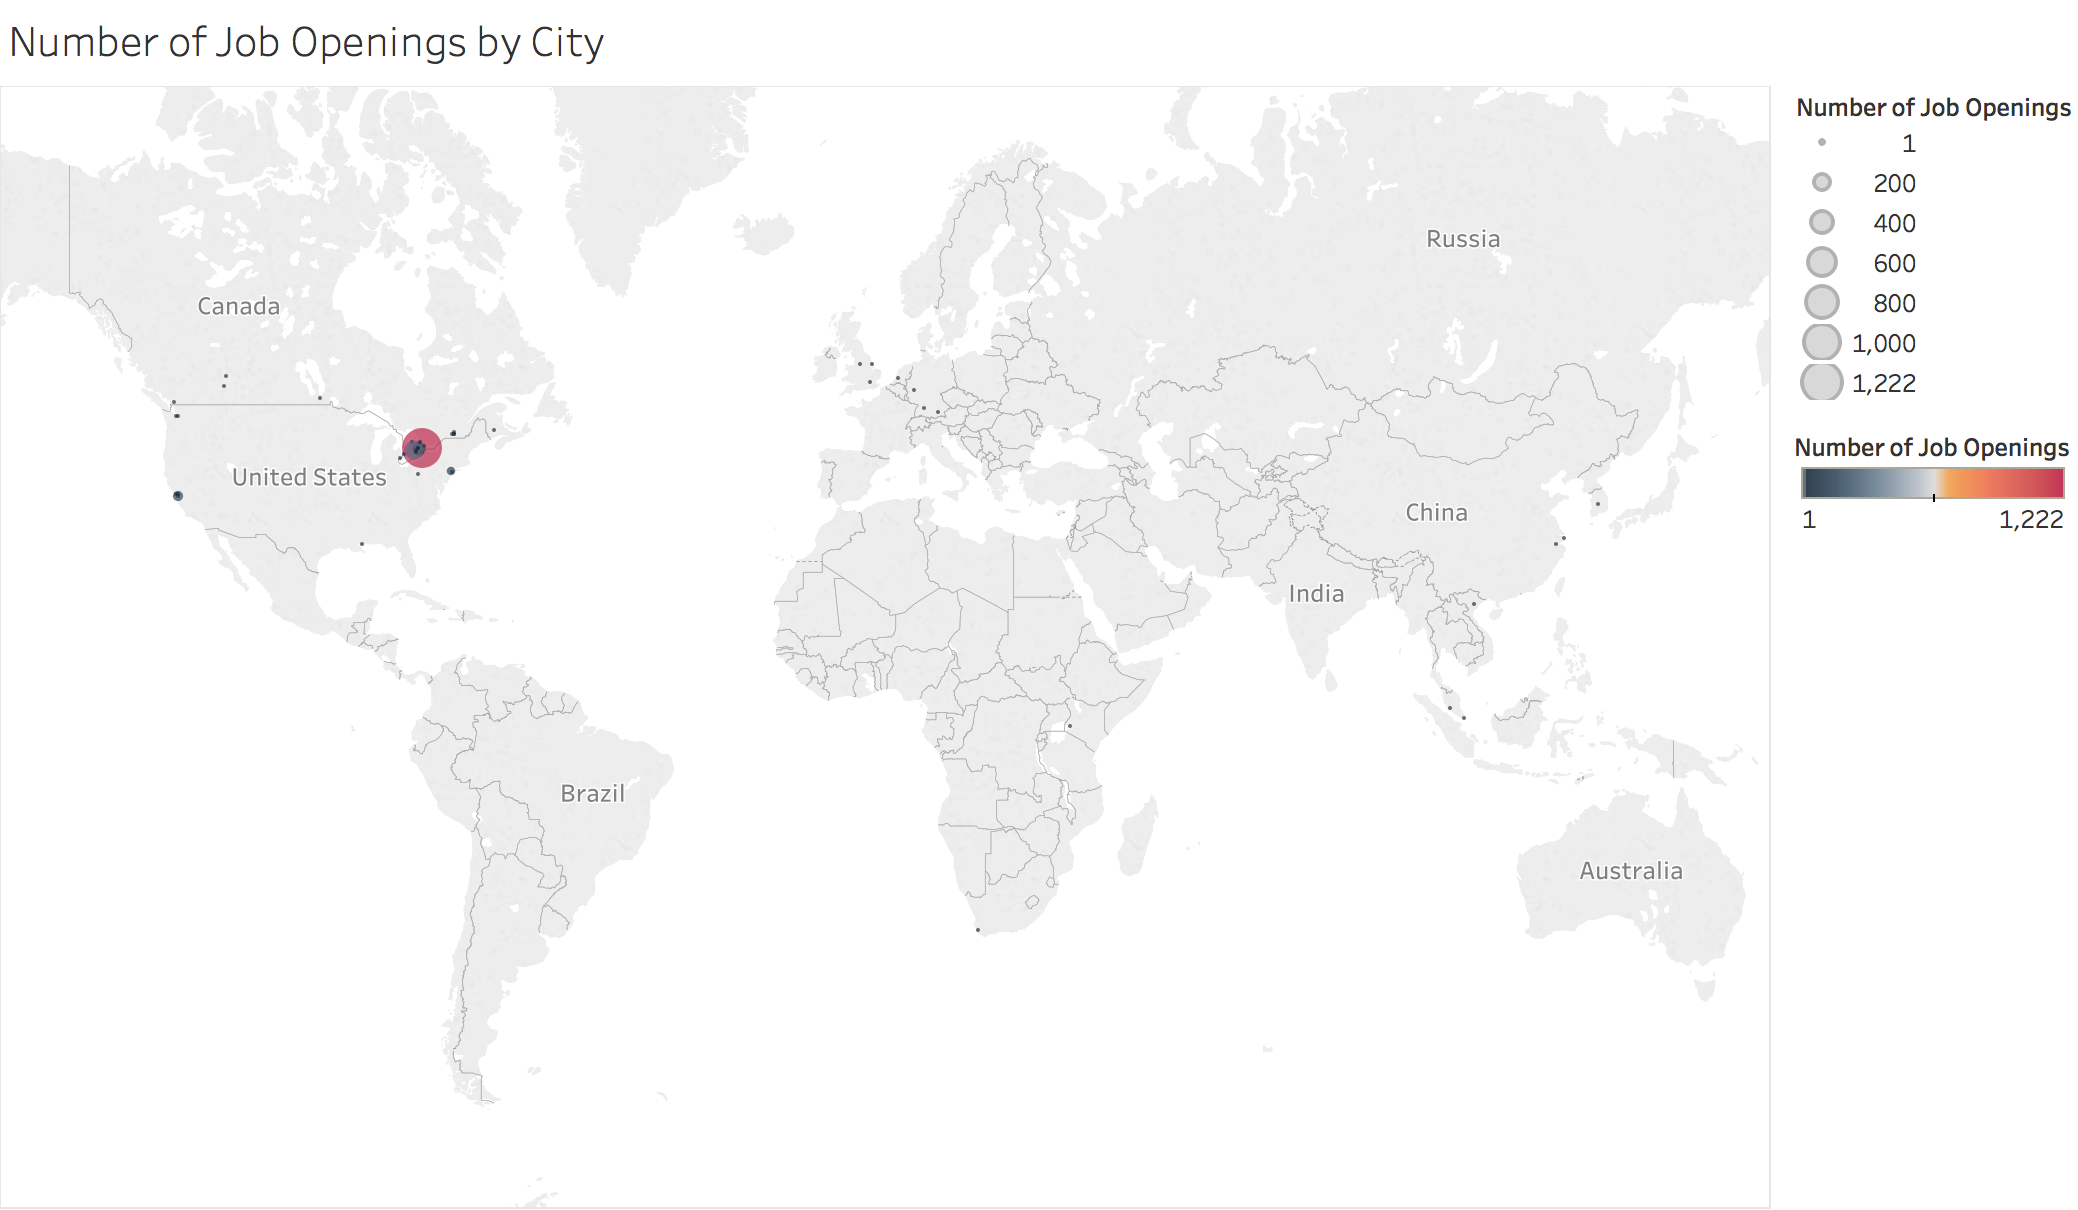 Number of Job Openings by City
Number of Job Openings
1
200
400
600
800
1,000
1,222
Number of Job Openings
1 1,222
Russia
Canada
United States
China
India
Brazil
Australia